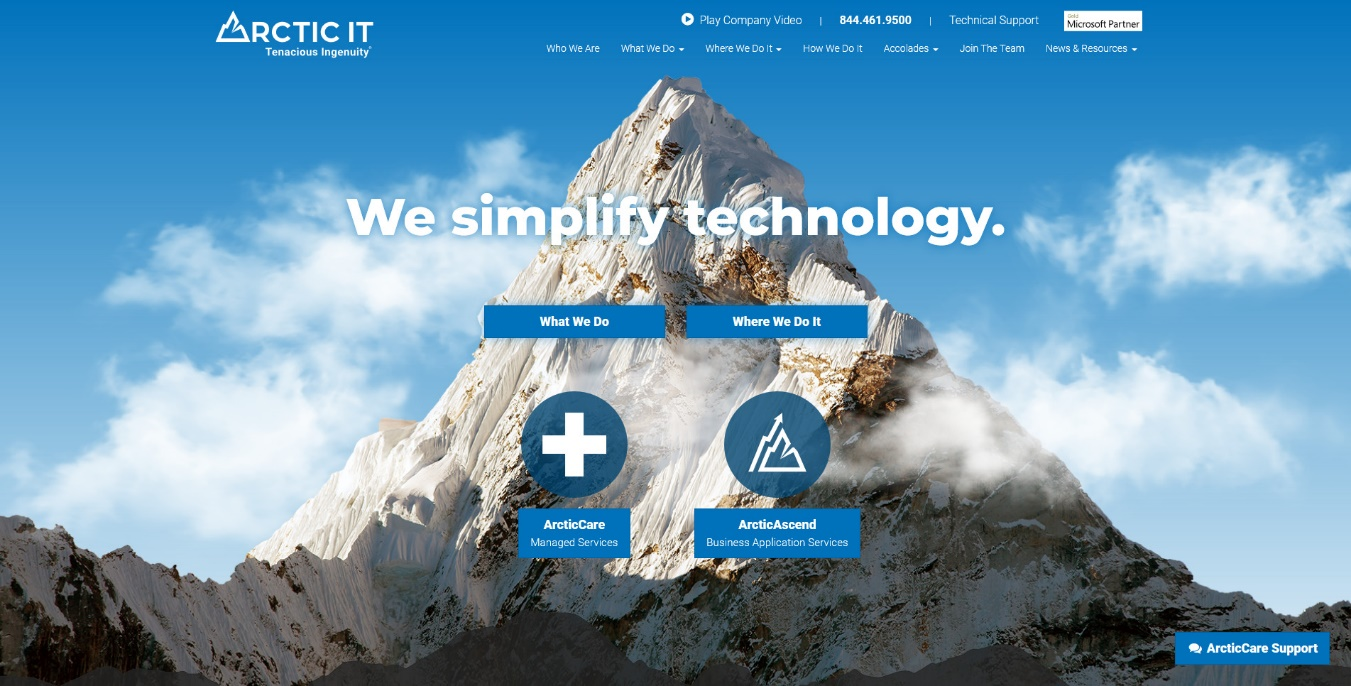 ARCTIC IT
Tenacious Ingenuity®
Play Company Video | 844.461.9500 | Technical Support
Gold
Microsoft Partner
Who We Are What We Do Where We Do It How We Do It Accolades Join The Team News & Resources
We simplify technology.
What We Do Where We Do It
ArcticCare
Managed Services
ArcticAscend
Business Application Services
ArcticCare Support